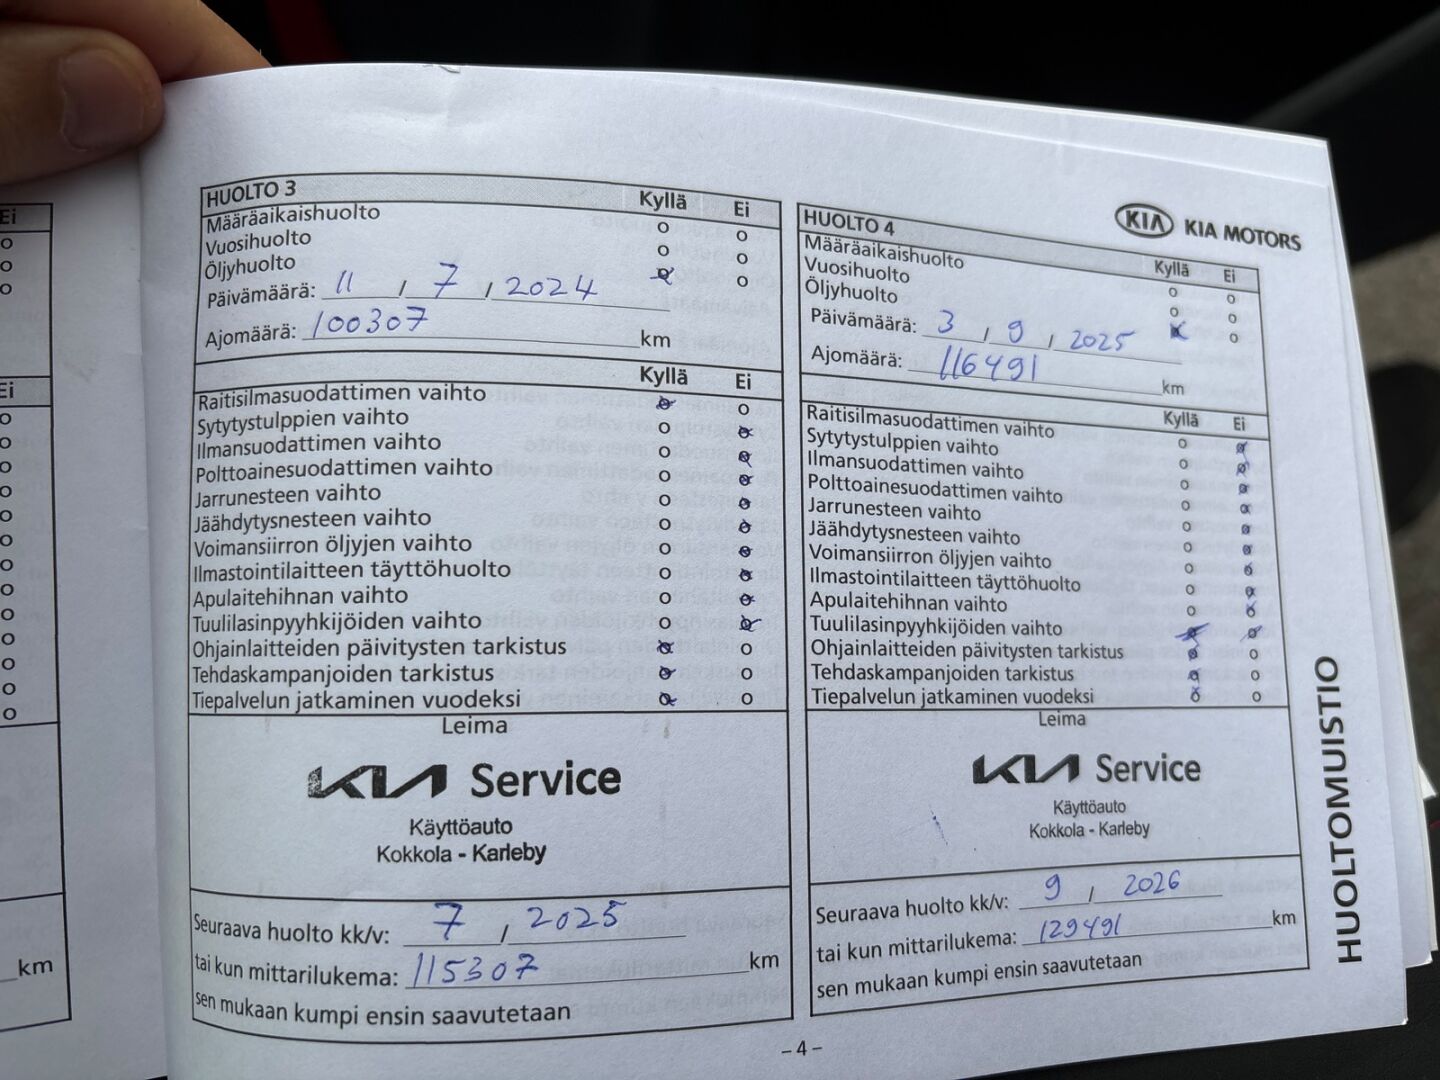 Ei
o
o
o
Ei
o
o
o
o
o
o
o
o
o
o
o
o
o
km
HUOLTO 3 Kyllä Ei
Määräaikaishuolto o o
Vuosihuolto o o
Öljyhuolto o o
Päivämäärä: 11 / 7 / 2024
Ajomäärä: 100307 km
Kyllä Ei
Raitisilmasuodattimen vaihto o o
Sytytystulppien vaihto o o
Ilmansuodattimen vaihto o o
Polttoainesuodattimen vaihto o o
Jarrunesteen vaihto o o
Jäähdytysnesteen vaihto o o
Voimansiirron öljyjen vaihto o o
Ilmastointilaitteen täyttöhuolto o o
Apulaitehihnan vaihto o o
Tuulilasinpyyhkijöiden vaihto o o
Ohjainlaitteiden päivitysten tarkistus o o
Tehdaskampanjoiden tarkistus o o
Tiepalvelun jatkaminen vuodeksi o o
Leima
KIA Service
Käyttöauto
Kokkola - Karleby
Seuraava huolto kk/v: 7 / 2025
tai kun mittarilukema: 115307 km
sen mukaan kumpi ensin saavutetaan
KIA KIA MOTORS
HUOLTO 4 Kyllä Ei
Määräaikaishuolto o o
Vuosihuolto o o
Öljyhuolto o o
Päivämäärä: 3 / 9 / 2025
Ajomäärä: 116491 km
Kyllä Ei
Raitisilmasuodattimen vaihto o o
Sytytystulppien vaihto o o
Ilmansuodattimen vaihto o o
Polttoainesuodattimen vaihto o o
Jarrunesteen vaihto o o
Jäähdytysnesteen vaihto o o
Voimansiirron öljyjen vaihto o o
Ilmastointilaitteen täyttöhuolto o o
Apulaitehihnan vaihto o o
Tuulilasinpyyhkijöiden vaihto o o
Ohjainlaitteiden päivitysten tarkistus o o
Tehdaskampanjoiden tarkistus o o
Tiepalvelun jatkaminen vuodeksi o o
Leima
KIA Service
Käyttöauto
Kokkola - Karleby
Seuraava huolto kk/v: 9 / 2026
tai kun mittarilukema: 129491 km
sen mukaan kumpi ensin saavutetaan
HUOLTOMUISTIO
- 4 -